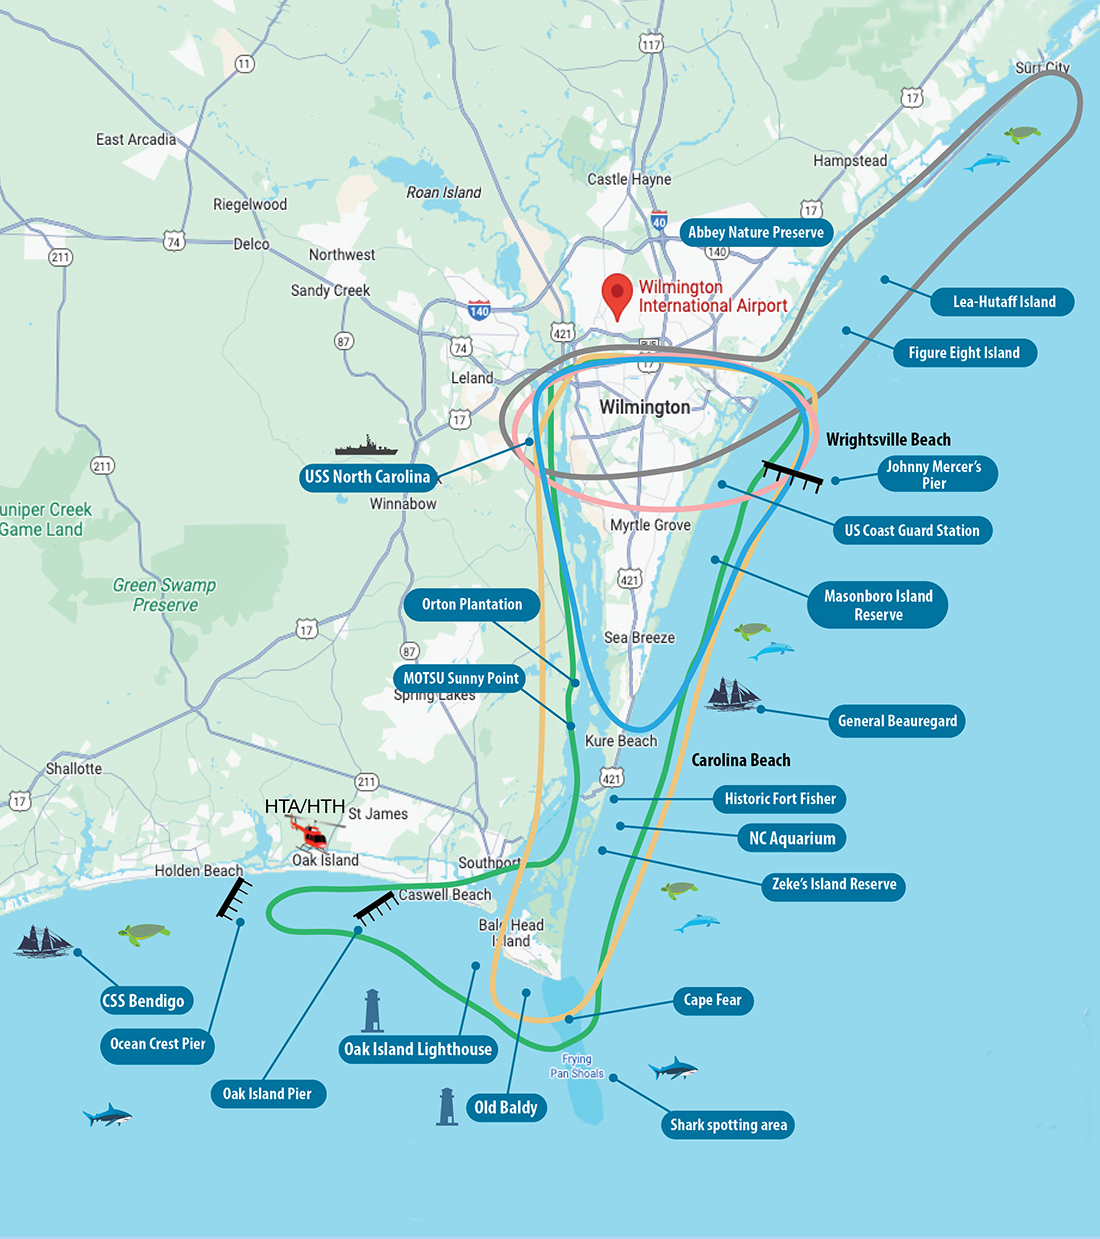 117
11
Surf City
17
East Arcadia
Hampstead
Castle Hayne
Roan Island
Riegelwood
17
40
Abbey Nature Preserve
74
Delco
140
211
Northwest
Wilmington
International Airport
Sandy Creek
Lea-Hutaff Island
140
421
87
74
BUS
17
Figure Eight Island
Leland
Wilmington
17
Wrightsville Beach
211
USS North Carolina
Johnny Mercer's
Pier
Winnabow
uniper Creek
Game Land
Myrtle Grove
US Coast Guard Station
Green Swamp
Preserve
421
Orton Plantation
Masonboro Island
Reserve
17
Sea Breeze
87
MOTSU Sunny Point
Spring Lakes
General Beauregard
Kure Beach
Carolina Beach
Shallotte
421
211
17
Historic Fort Fisher
HTA/HTH
St James
NC Aquarium
Oak Island
Southport
Holden Beach
Zeke's Island Reserve
Caswell Beach
Bald Head
Island
CSS Bendigo
Cape Fear
Ocean Crest Pier
Oak Island Lighthouse
Frying
Pan Shoals
Oak Island Pier
Old Baldy
Shark spotting area